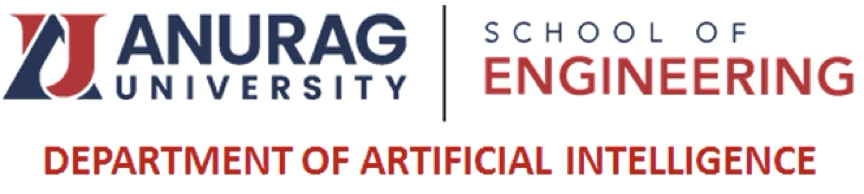 ANURAG
UNIVERSITY
SCHOOL OF
ENGINEERING
DEPARTMENT OF ARTIFICIAL INTELLIGENCE